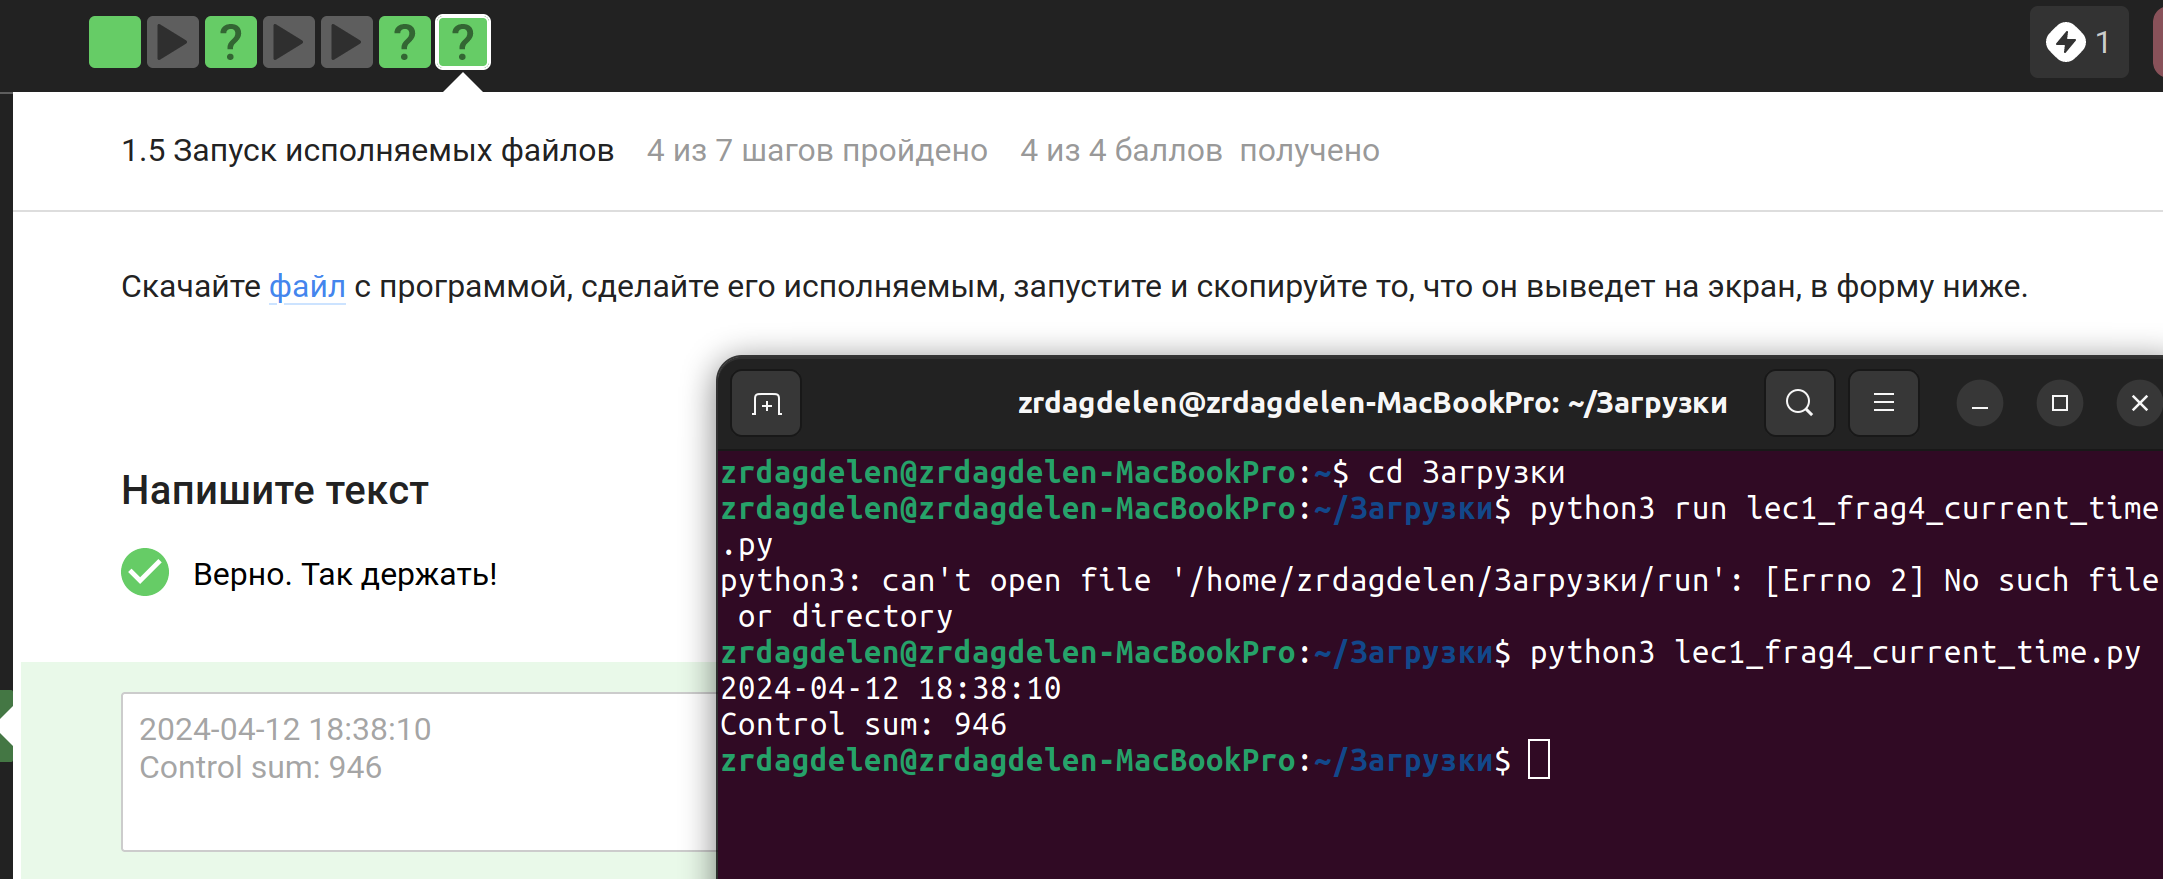 ? ? ? 1
1.5 Запуск исполняемых файлов 4 из 7 шагов пройдено 4 из 4 баллов получено
Скачайте файл с программой, сделайте его исполняемым, запустите и скопируйте то, что он выведет на экран, в форму ниже.
Напишите текст
Верно. Так держать!
2024-04-12 18:38:10
Control sum: 946
zrdagdelen@zrdagdelen-MacBookPro: ~/Загрузки
zrdagdelen@zrdagdelen-MacBookPro:~$ cd Загрузки
zrdagdelen@zrdagdelen-MacBookPro:~/Загрузки$ python3 run lec1_frag4_current_time
.py
python3: can't open file '/home/zrdagdelen/Загрузки/run': [Errno 2] No such file
or directory
zrdagdelen@zrdagdelen-MacBookPro:~/Загрузки$ python3 lec1_frag4_current_time.py
2024-04-12 18:38:10
Control sum: 946
zrdagdelen@zrdagdelen-MacBookPro:~/Загрузки$